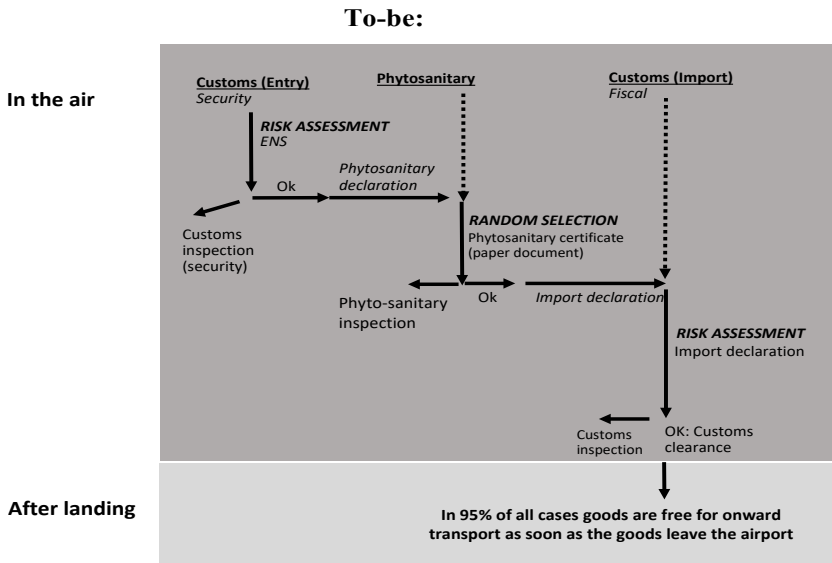 To-be:
In the air
Customs (Entry)
Security
Phytosanitary
Customs (Import)
Fiscal
RISK ASSESSMENT
ENS
Ok
Phytosanitary
declaration
Customs
inspection
(security)
RANDOM SELECTION
Phytosanitary certificate
(paper document)
Phyto-sanitary
inspection
Ok
Import declaration
RISK ASSESSMENT
Import declaration
Customs
inspection
OK: Customs
clearance
After landing
In 95% of all cases goods are free for onward
transport as soon as the goods leave the airport